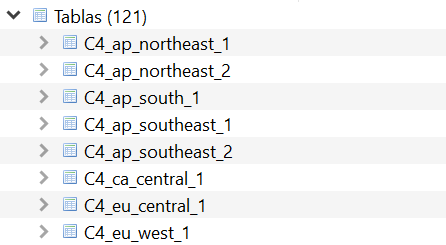 Tablas (121)
C4_ap_northeast_1
C4_ap_northeast_2
C4_ap_south_1
C4_ap_southeast_1
C4_ap_southeast_2
C4_ca_central_1
C4_eu_central_1
C4_eu_west_1